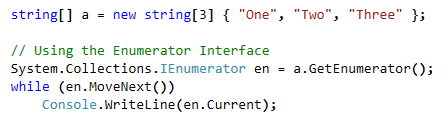 string[] a = new string[3] { "One", "Two", "Three" };
// Using the Enumerator Interface
System.Collections.IEnumerator en = a.GetEnumerator();
while (en.MoveNext())
    Console.WriteLine(en.Current);